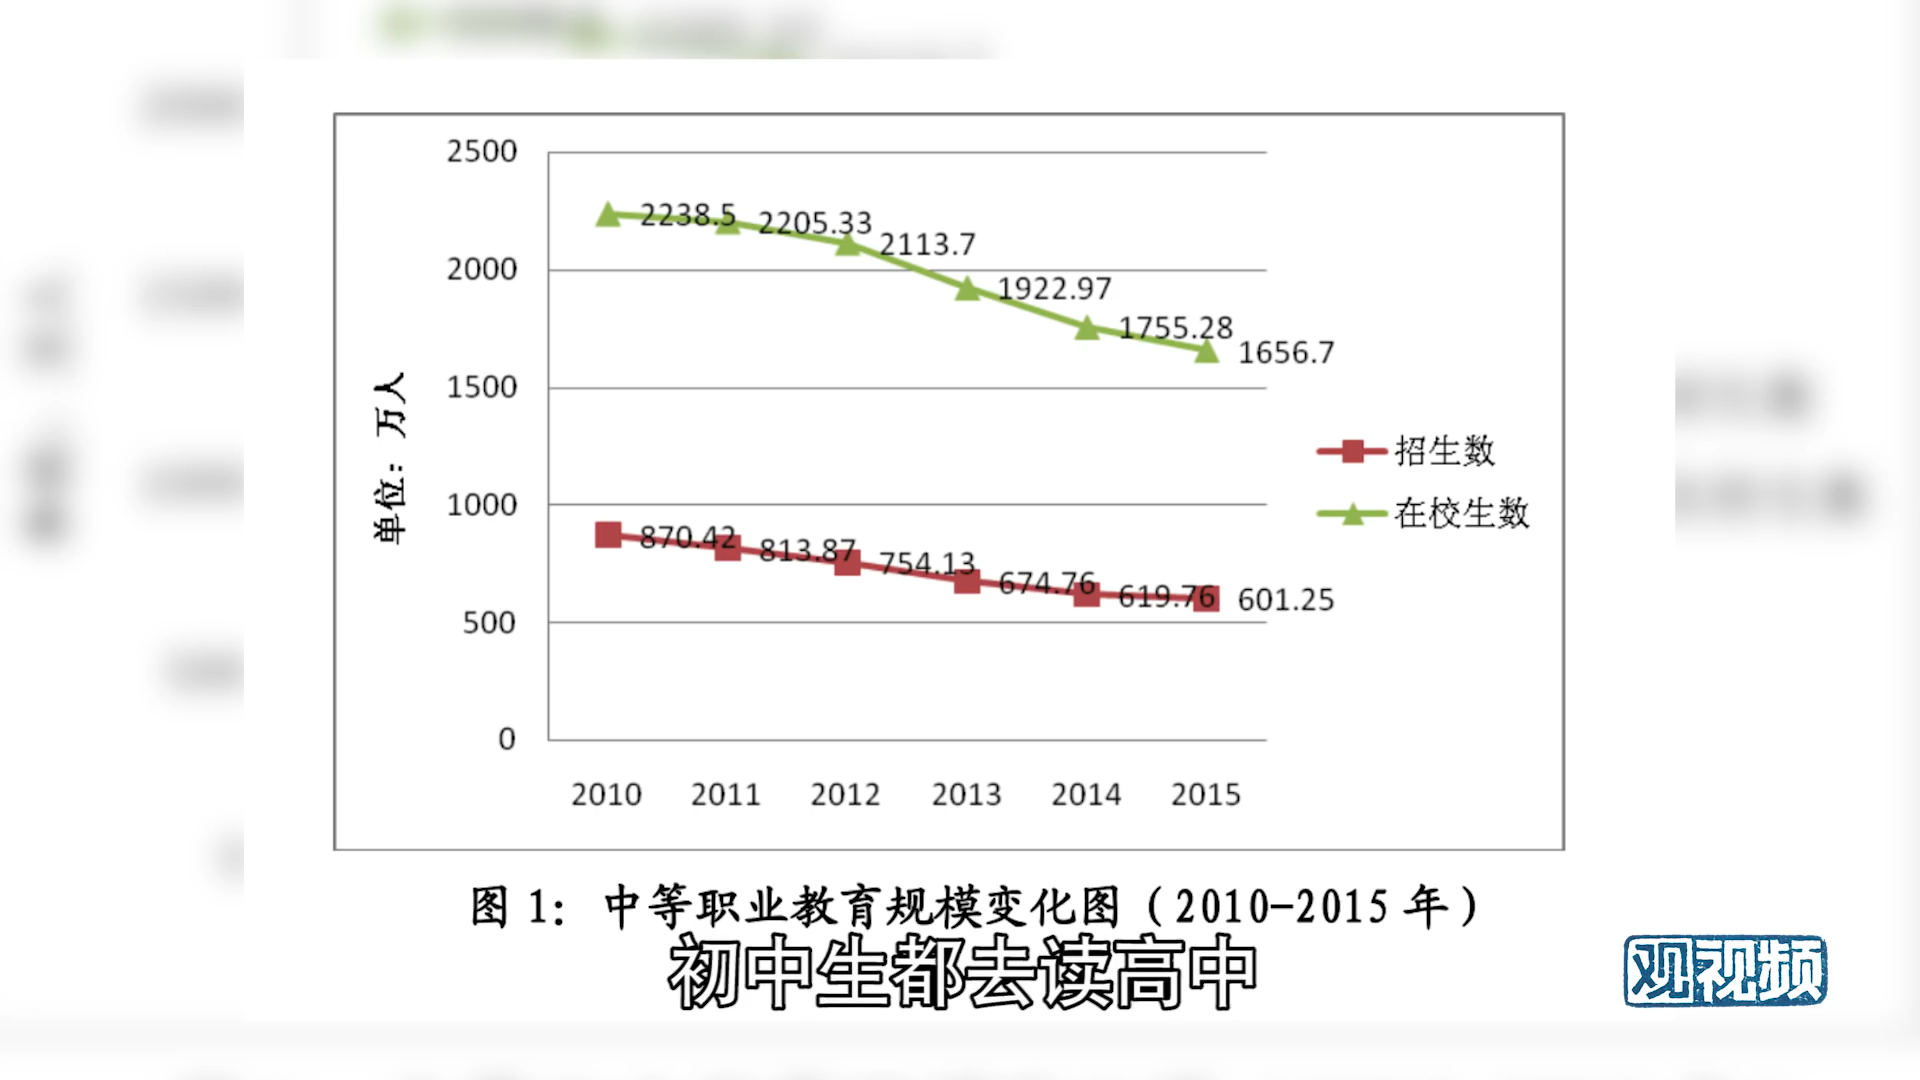 2500
2238.5
2205.33
2113.7
2000
1922.97
1755.28
1656.7
1500
单位：万人
招生数
在校生数
1000
870.42
813.87
754.13
674.76
619.76
601.25
500
0
2010 2011 2012 2013 2014 2015
图 1：中等职业教育规模变化图（2010-2015 年）
初中生都去读高中
观视频